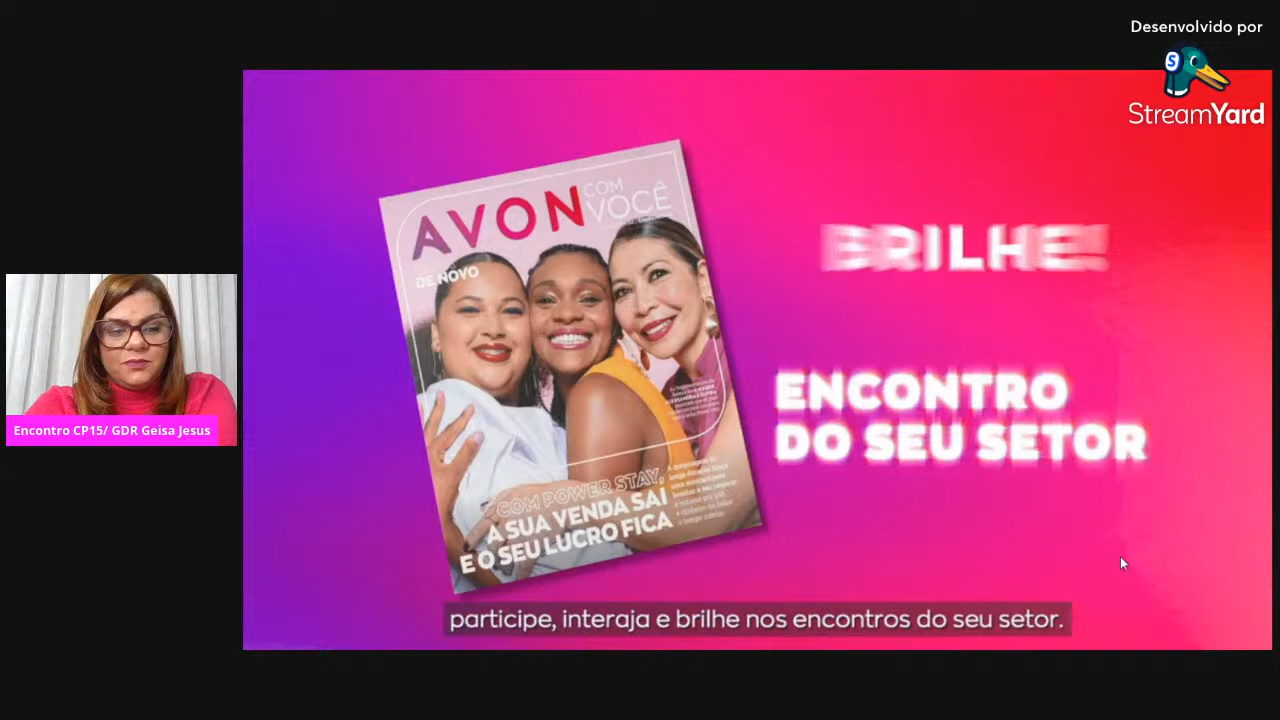 Desenvolvido por
StreamYard
AVON COM
VOCÊ
DE NOVO
COM POWER STAY,
A SUA VENDA SAI
E O SEU LUCRO FICA
BRILHE!
ENCONTRO
DO SEU SETOR
participe, interaja e brilhe nos encontros do seu setor.
Encontro CP15/ GDR Geisa Jesus